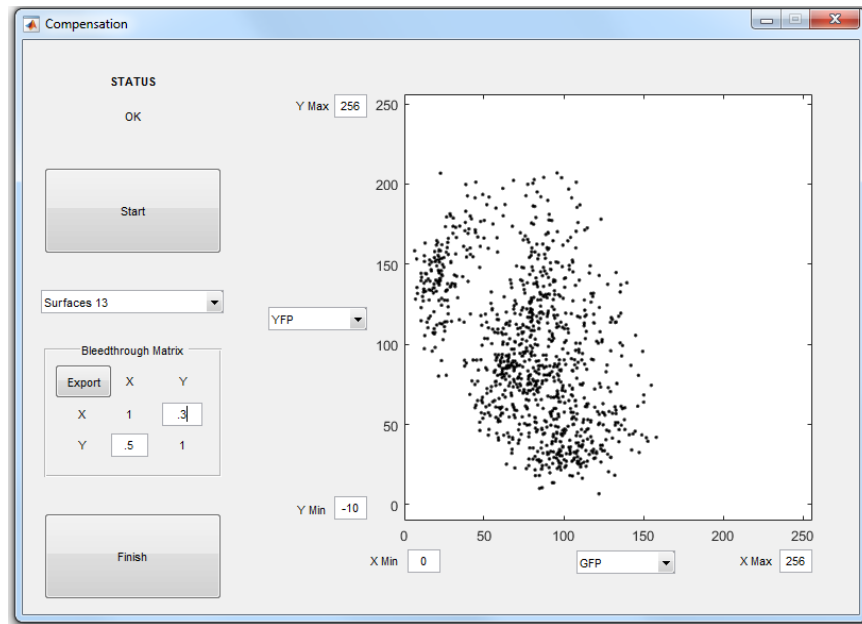 Compensation
STATUS
OK
Start
Surfaces 13
Bleedthrough Matrix
Export X Y
X 1 .3
Y .5 1
Finish
Y Max 256
YFP
Y Min -10
250
200
150
100
50
0
0 50 100 150 200 250
X Min 0 GFP X Max 256